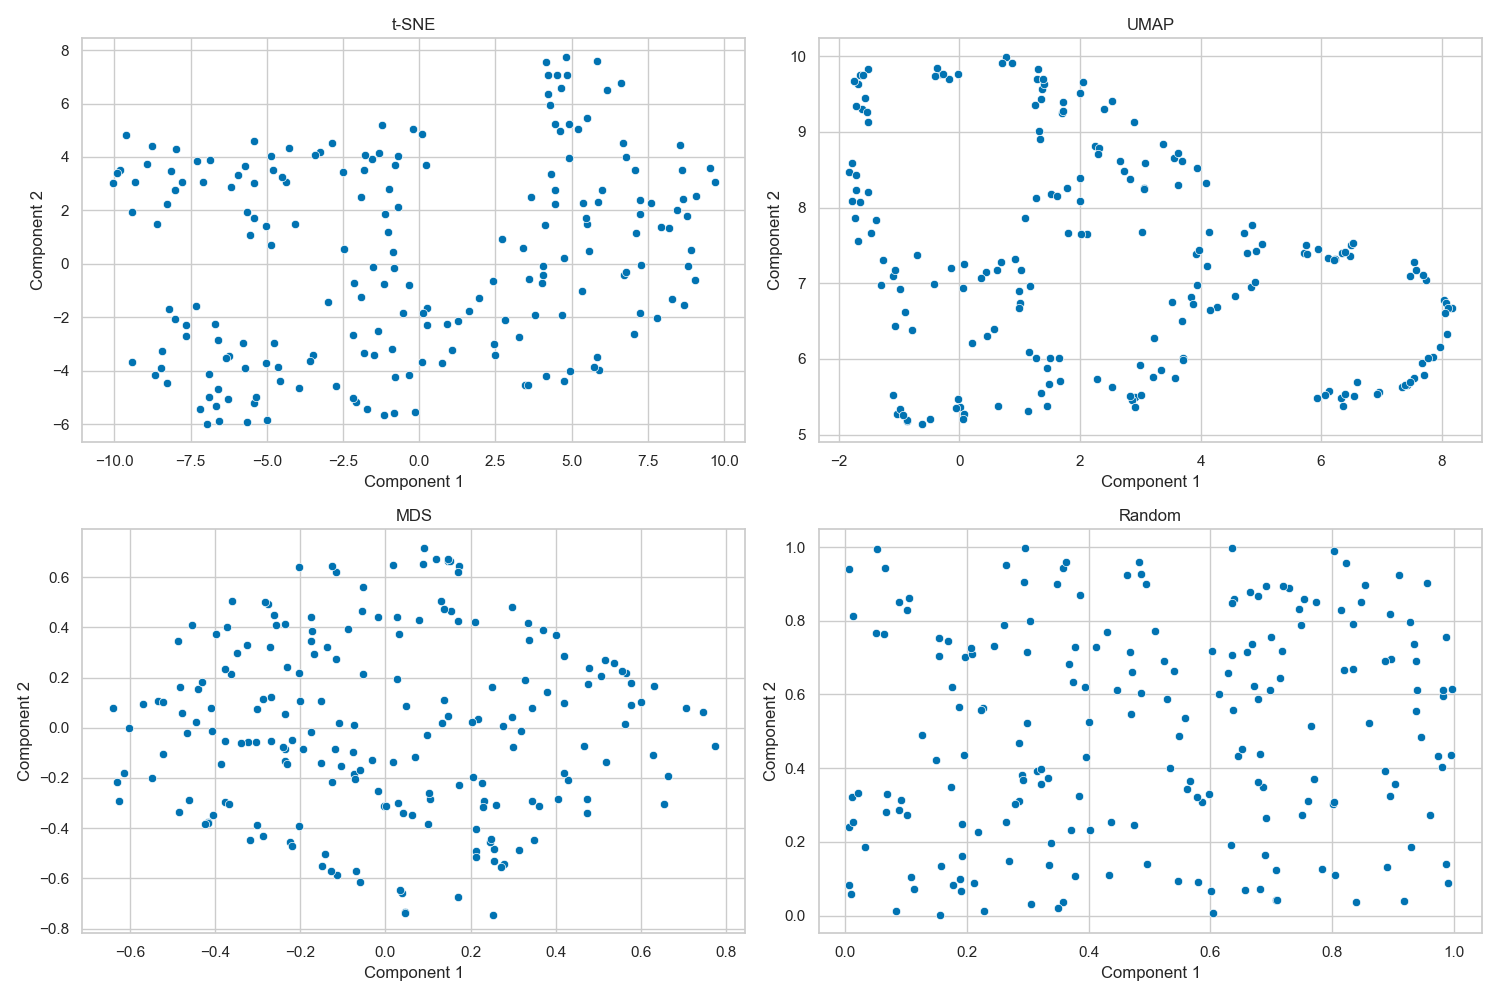 t-SNE
8
6
4
2
0
−2
−4
−6
Component 2
−10.0 −7.5 −5.0 −2.5 0.0 2.5 5.0 7.5 10.0
Component 1
UMAP
10
9
8
7
6
5
Component 2
−2 0 2 4 6 8
Component 1
MDS
0.6
0.4
0.2
0.0
−0.2
−0.4
−0.6
−0.8
Component 2
−0.6 −0.4 −0.2 0.0 0.2 0.4 0.6 0.8
Component 1
Random
1.0
0.8
0.6
0.4
0.2
0.0
Component 2
0.0 0.2 0.4 0.6 0.8 1.0
Component 1